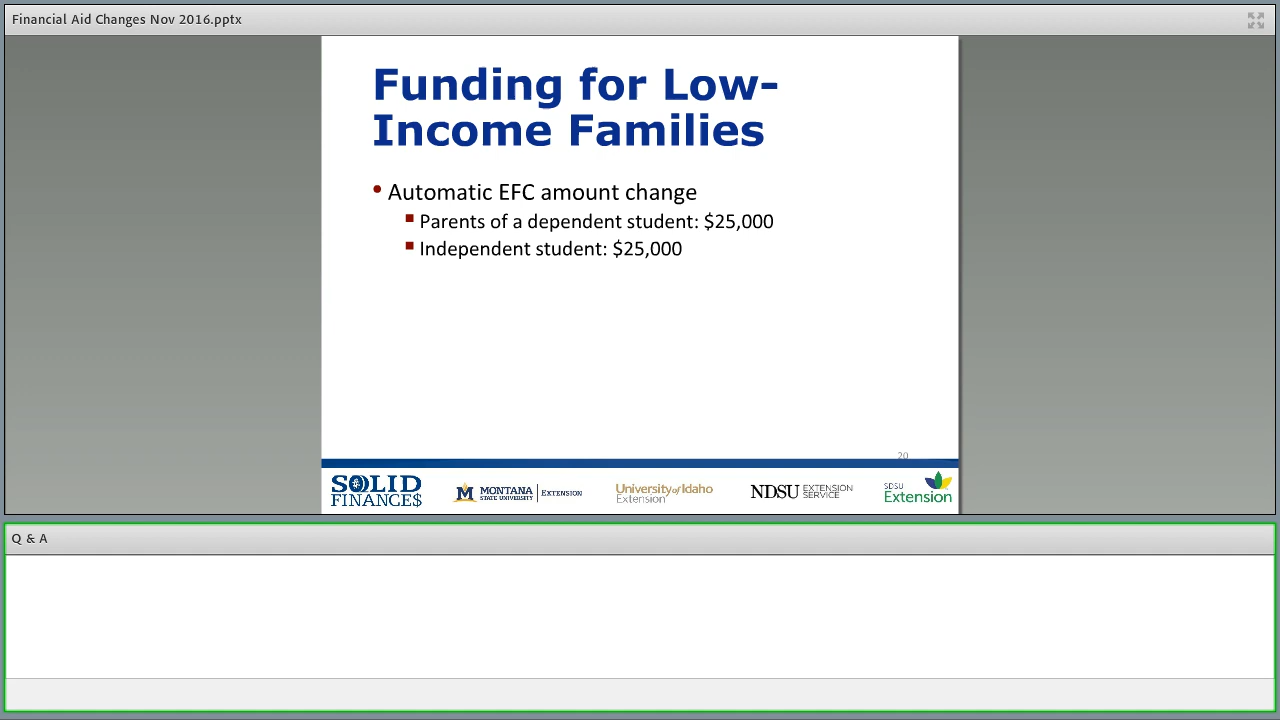 Financial Aid Changes Nov 2016.pptx
Funding for Low-
Income Families
• Automatic EFC amount change
▪ Parents of a dependent student: $25,000
▪ Independent student: $25,000
20
SOLID
FINANCE$
M MONTANA
STATE UNIVERSITY
EXTENSION
University of Idaho
Extension
NDSU EXTENSION
SERVICE
SDSU
Extension
Q & A